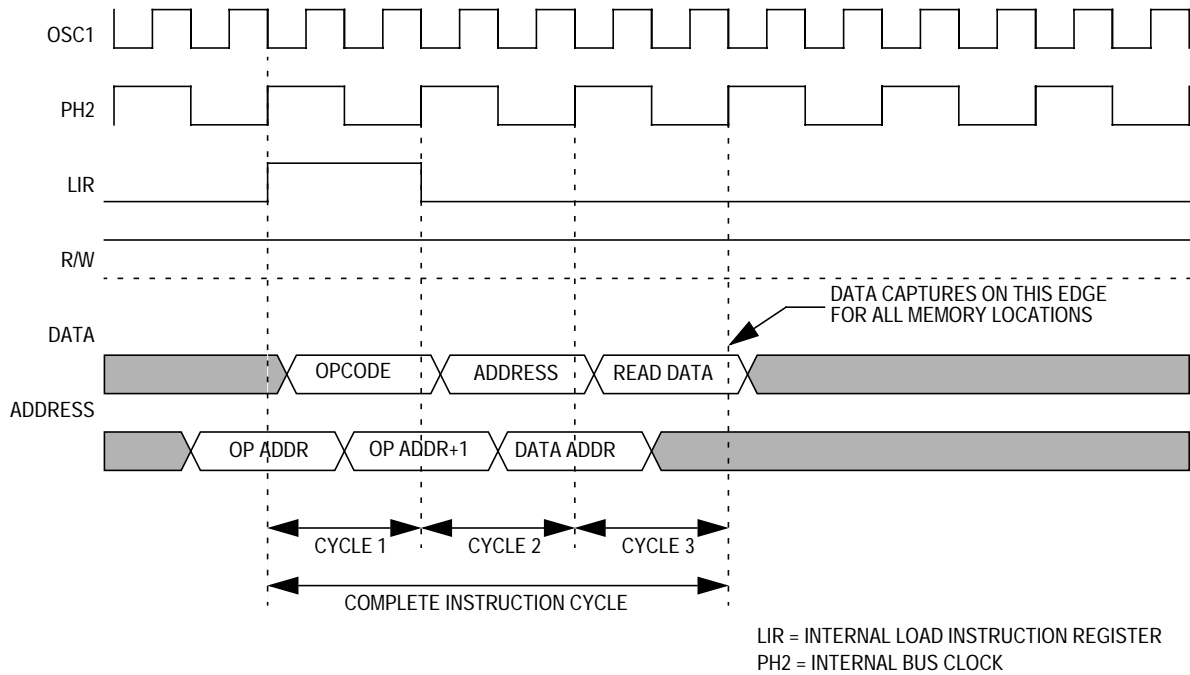 OSC1
PH2
LIR
R/W
DATA CAPTURES ON THIS EDGE
FOR ALL MEMORY LOCATIONS
DATA
OPCODE ADDRESS READ DATA
ADDRESS
OP ADDR OP ADDR+1 DATA ADDR
CYCLE 1 CYCLE 2 CYCLE 3
COMPLETE INSTRUCTION CYCLE
LIR = INTERNAL LOAD INSTRUCTION REGISTER
PH2 = INTERNAL BUS CLOCK